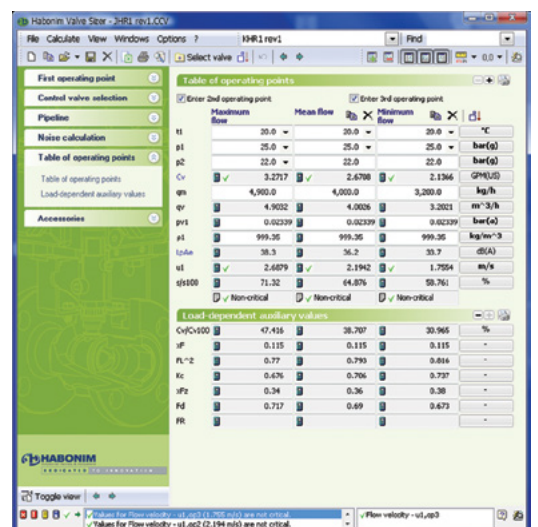 Habonim Valve Sizer - JHR1 rev1.CCV
File Calculate View Windows Options ? KHR1 rev1 Find
Select valve 0,0
First operating point
Control valve selection
Pipeline
Noise calculation
Table of operating points
Table of operating points
Load-dependent auxiliary values
Accessories
HABONIM
Toggle view
Table of operating points
Enter 2nd operating point Enter 3rd operating point
Maximum flow Mean flow Minimum flow
t1 20.0 20.0 20.0 °C
p1 25.0 25.0 25.0 bar(g)
p2 22.0 22.0 22.0 bar(g)
Cv 3.2717 2.6708 2.1366 GPM(US)
qm 4,900.0 4,000.0 3,200.0 kg/h
qv 4.9032 4.0026 3.2021 m^3/h
pv1 0.02339 0.02339 0.02339 bar(a)
ρ1 999.35 999.35 999.35 kg/m^3
LpAe 38.3 36.2 33.7 dB(A)
u1 2.6879 2.1942 1.7554 m/s
s/s100 71.32 64.876 58.761 %
Non-critical Non-critical Non-critical
Load-dependent auxiliary values
Cv/Cv100 47.416 38.707 30.965 %
xF 0.115 0.115 0.115 -
FL^2 0.77 0.793 0.816 -
Kc 0.676 0.706 0.737 -
xFz 0.34 0.36 0.38 -
Fd 0.717 0.69 0.673 -
FR -
Values for Flow velocity - u1,op3 (1.755 m/s) are not critical.
Values for Flow velocity - u1,op2 (2.194 m/s) are not critical.
Flow velocity - u1,op3